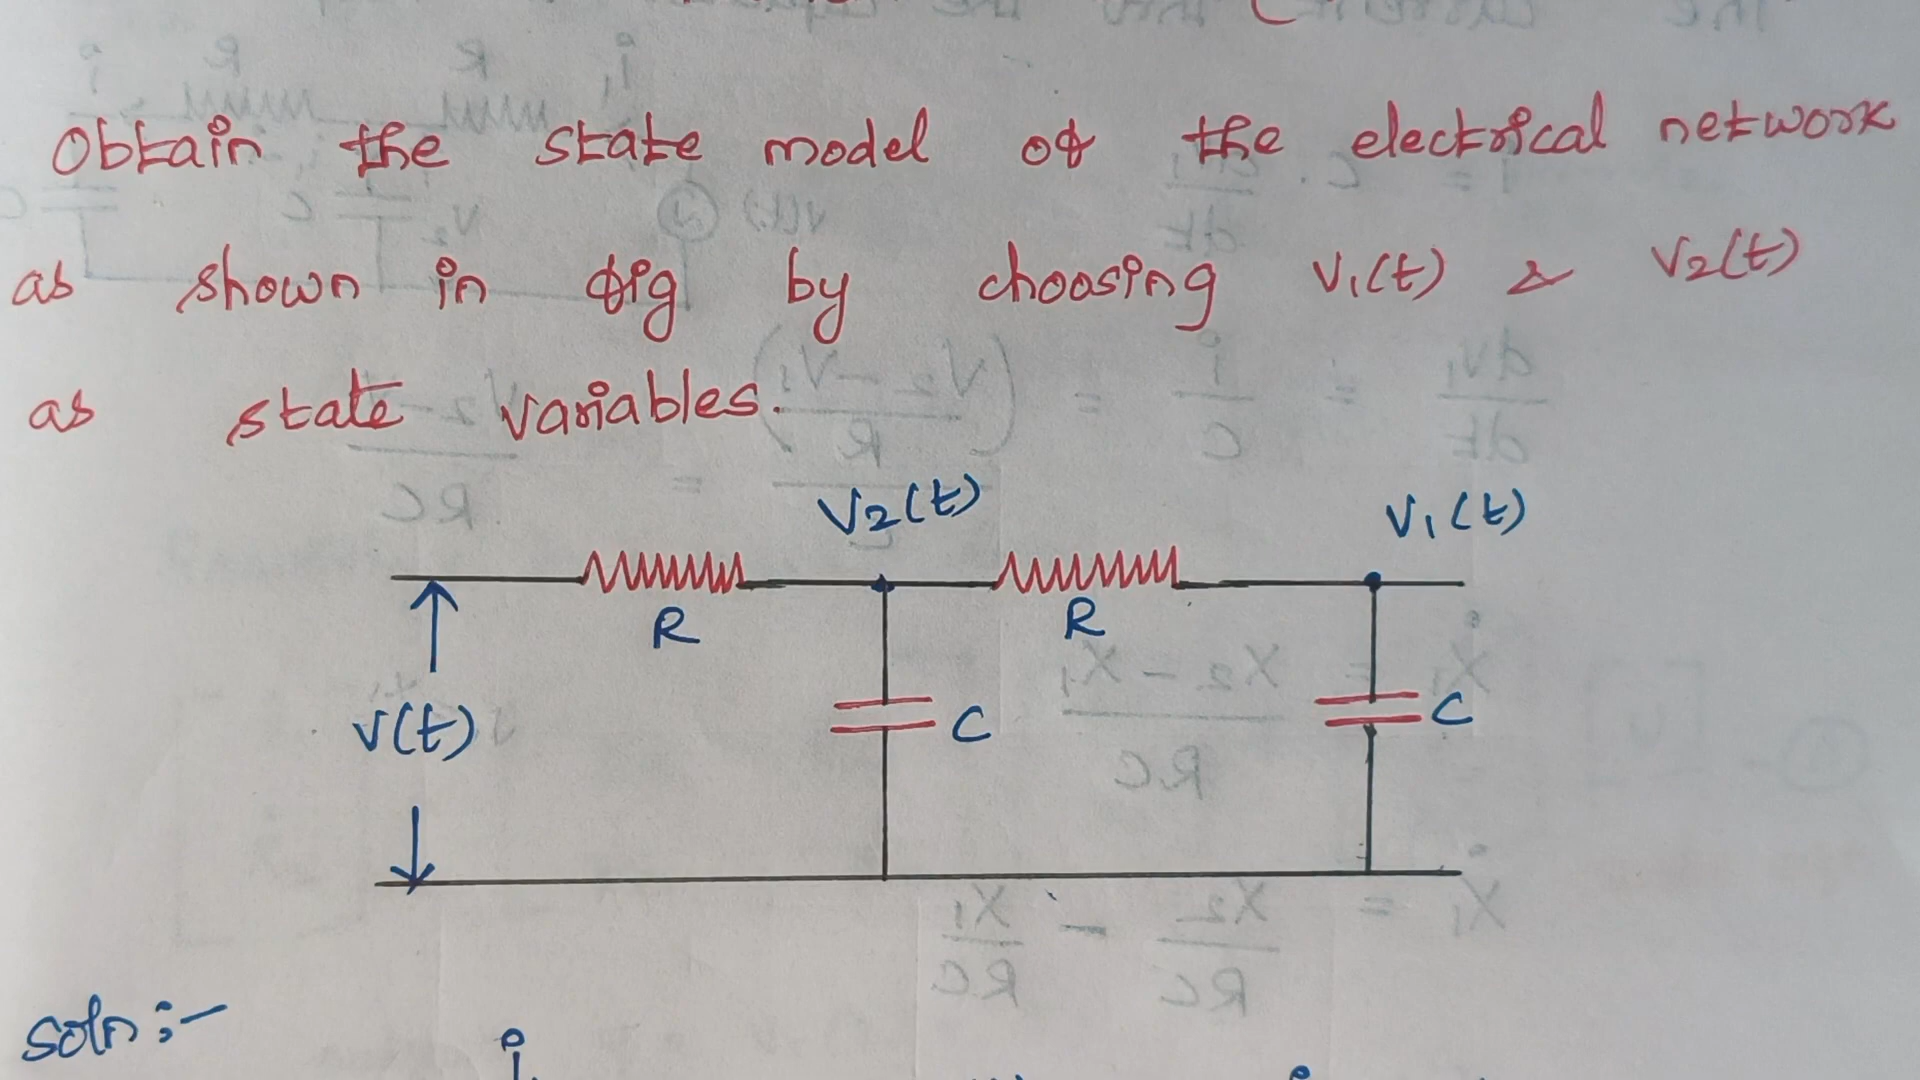 Obtain the state model of the electrical network
as shown in fig by choosing V1(t) & V2(t)
as state variables.
V2(t) V1(t)
R R
V(t) C C
soln :-